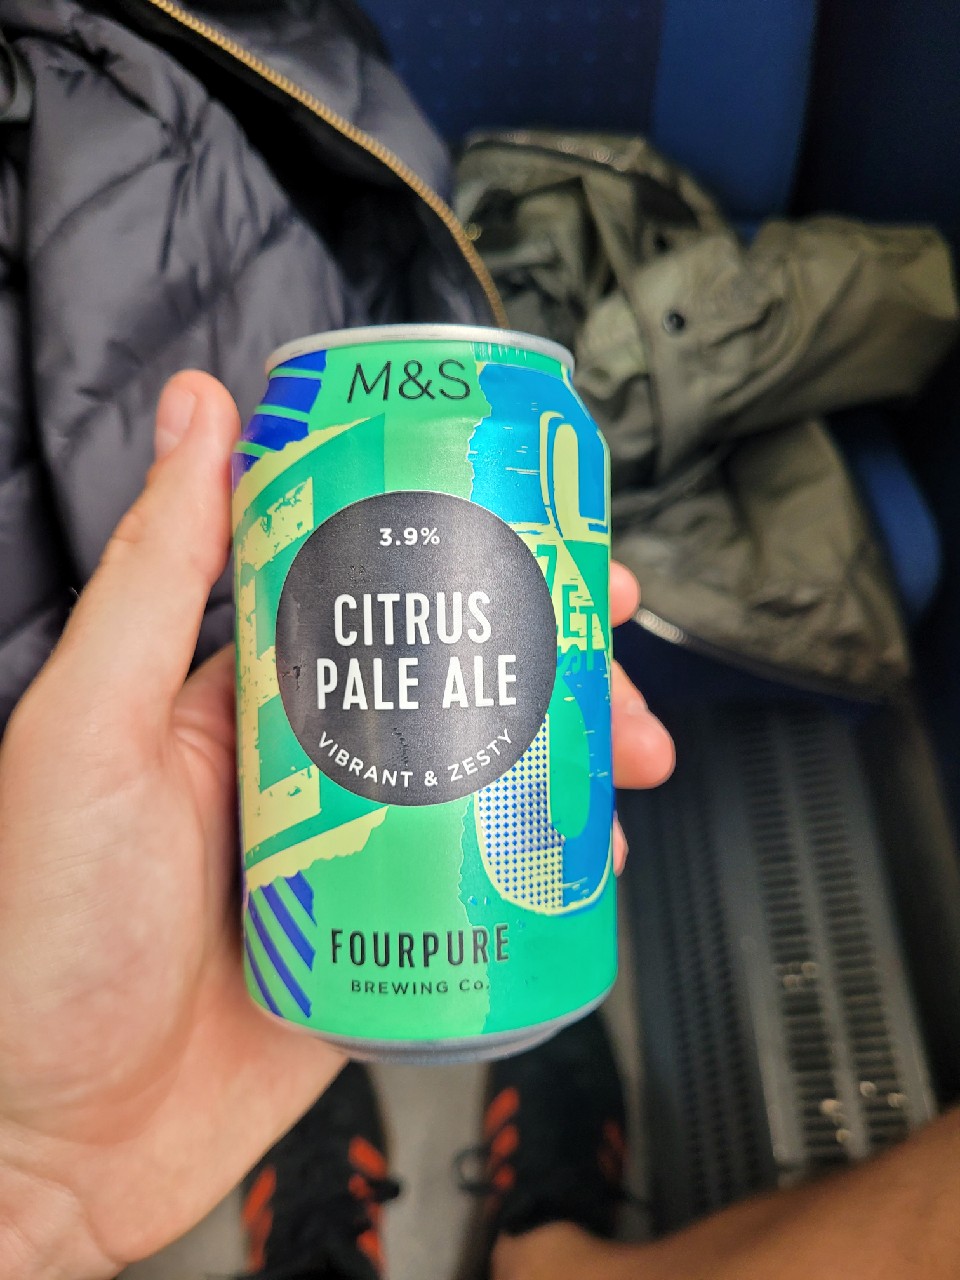 M&S
3.9%
CITRUS
PALE ALE
VIBRANT & ZESTY
FOURPURE
BREWING Co.